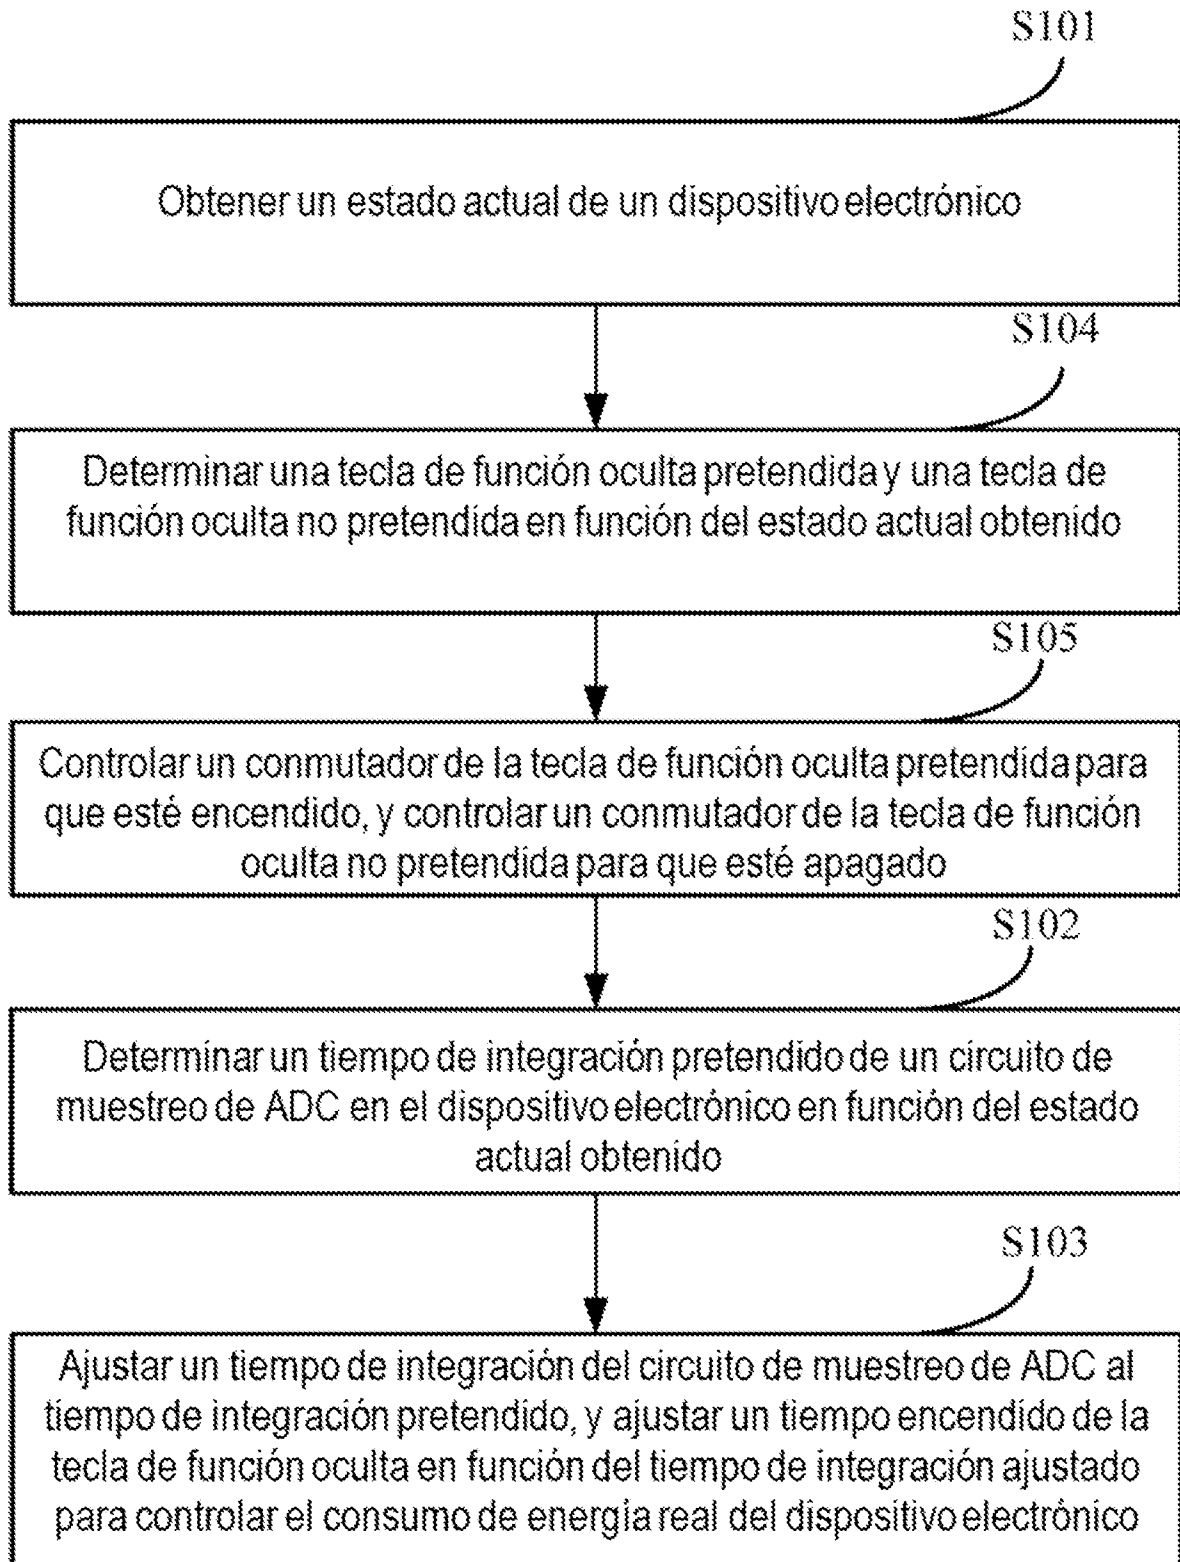 S101
Obtener un estado actual de un dispositivo electrónico
S104
Determinar una tecla de función oculta pretendida y una tecla de
función oculta no pretendida en función del estado actual obtenido
S105
Controlar un conmutador de la tecla de función oculta pretendida para
que esté encendido, y controlar un conmutador de la tecla de función
oculta no pretendida para que esté apagado
S102
Determinar un tiempo de integración pretendido de un circuito de
muestreo de ADC en el dispositivo electrónico en función del estado
actual obtenido
S103
Ajustar un tiempo de integración del circuito de muestreo de ADC al
tiempo de integración pretendido, y ajustar un tiempo encendido de la
tecla de función oculta en función del tiempo de integración ajustado
para controlar el consumo de energía real del dispositivo electrónico